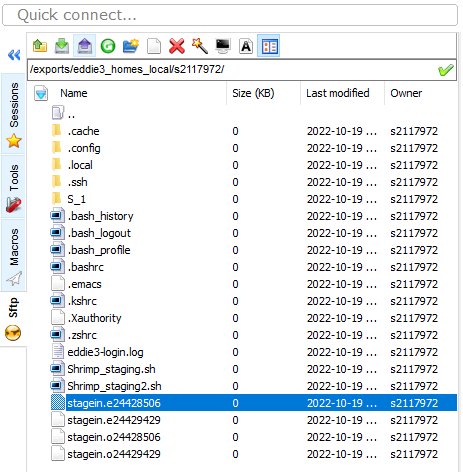 Quick connect...
/exports/eddie3_homes_local/s2117972/
Name Size (KB) Last modified Owner
..
.cache 0 2022-10-19 ... s2117972
.config 0 2022-10-19 ... s2117972
.local 0 2022-10-19 ... s2117972
.ssh 0 2022-10-19 ... s2117972
S_1 0 2022-10-19 ... s2117972
.bash_history 0 2022-10-19 ... s2117972
.bash_logout 0 2022-10-19 ... s2117972
.bash_profile 0 2022-10-19 ... s2117972
.bashrc 0 2022-10-19 ... s2117972
.emacs 0 2022-10-19 ... s2117972
.kshrc 0 2022-10-19 ... s2117972
.Xauthority 0 2022-10-19 ... s2117972
.zshrc 0 2022-10-19 ... s2117972
eddie3-login.log 0 2022-10-19 ... s2117972
Shrimp_staging.sh 0 2022-10-19 ... s2117972
Shrimp_staging2.sh 0 2022-10-19 ... s2117972
stagein.e24428506 0 2022-10-19 ... s2117972
stagein.e24429429 0 2022-10-19 ... s2117972
stagein.o24428506 0 2022-10-19 ... s2117972
stagein.o24429429 0 2022-10-19 ... s2117972
Sessions
Tools
Macros
Sftp